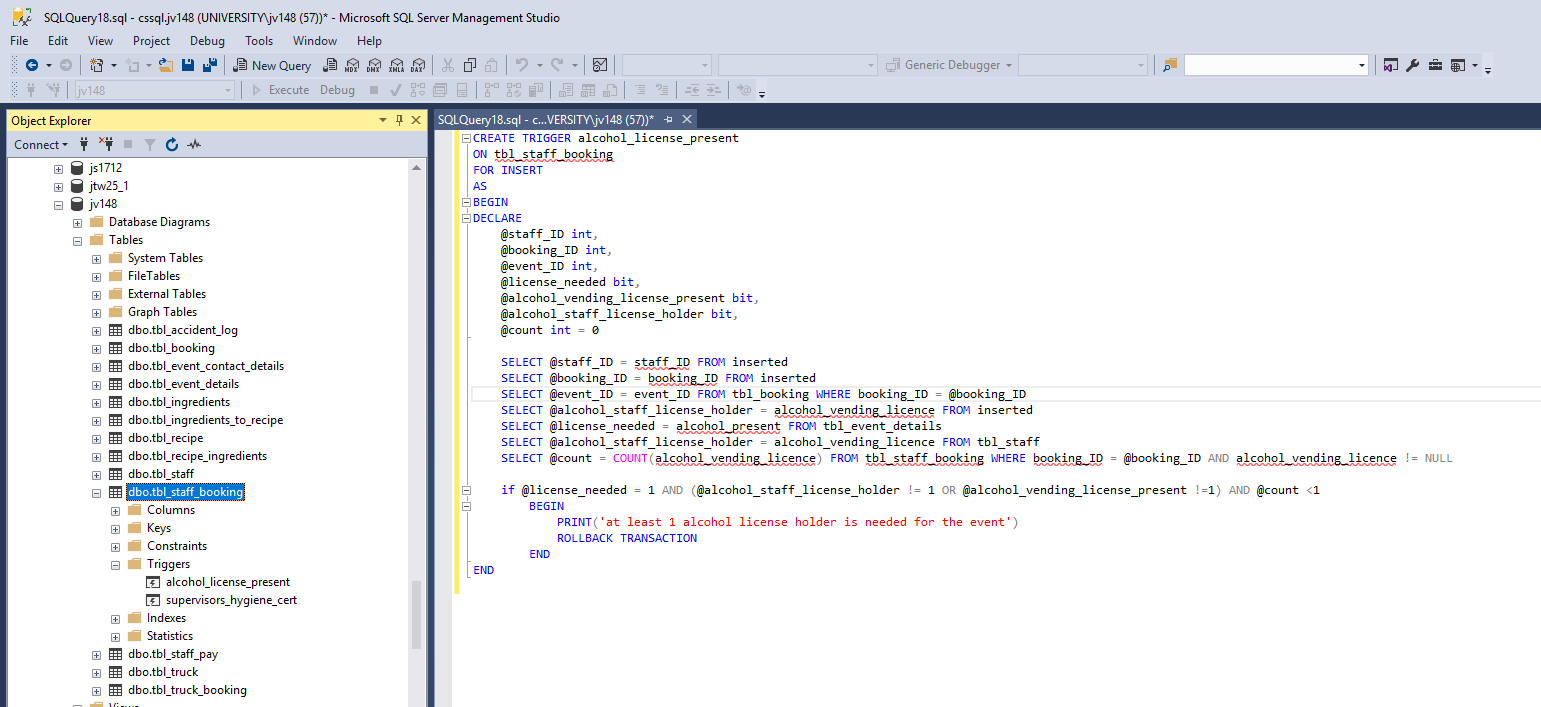 SQLQuery18.sql - cssql.jv148 (UNIVERSITY\jv148 (57))* - Microsoft SQL Server Management Studio
File Edit View Project Debug Tools Window Help
New Query MDX DMX XMLA DAX Generic Debugger
jv148 Execute Debug
Object Explorer
Connect
js1712
jtw25_1
jv148
Database Diagrams
Tables
System Tables
FileTables
External Tables
Graph Tables
dbo.tbl_accident_log
dbo.tbl_booking
dbo.tbl_event_contact_details
dbo.tbl_event_details
dbo.tbl_ingredients
dbo.tbl_ingredients_to_recipe
dbo.tbl_recipe
dbo.tbl_recipe_ingredients
dbo.tbl_staff
dbo.tbl_staff_booking
Columns
Keys
Constraints
Triggers
alcohol_license_present
supervisors_hygiene_cert
Indexes
Statistics
dbo.tbl_staff_pay
dbo.tbl_truck
dbo.tbl_truck_booking
Views
SQLQuery18.sql - c...VERSITY\jv148 (57))*
CREATE TRIGGER alcohol_license_present
ON tbl_staff_booking
FOR INSERT
AS
BEGIN
DECLARE
@staff_ID int,
@booking_ID int,
@event_ID int,
@license_needed bit,
@alcohol_vending_license_present bit,
@alcohol_staff_license_holder bit,
@count int = 0
SELECT @staff_ID = staff_ID FROM inserted
SELECT @booking_ID = booking_ID FROM inserted
SELECT @event_ID = event_ID FROM tbl_booking WHERE booking_ID = @booking_ID
SELECT @alcohol_staff_license_holder = alcohol_vending_licence FROM inserted
SELECT @license_needed = alcohol_present FROM tbl_event_details
SELECT @alcohol_staff_license_holder = alcohol_vending_licence FROM tbl_staff
SELECT @count = COUNT(alcohol_vending_licence) FROM tbl_staff_booking WHERE booking_ID = @booking_ID AND alcohol_vending_licence != NULL
if @license_needed = 1 AND (@alcohol_staff_license_holder != 1 OR @alcohol_vending_license_present !=1) AND @count <1
BEGIN
PRINT('at least 1 alcohol license holder is needed for the event')
ROLLBACK TRANSACTION
END
END